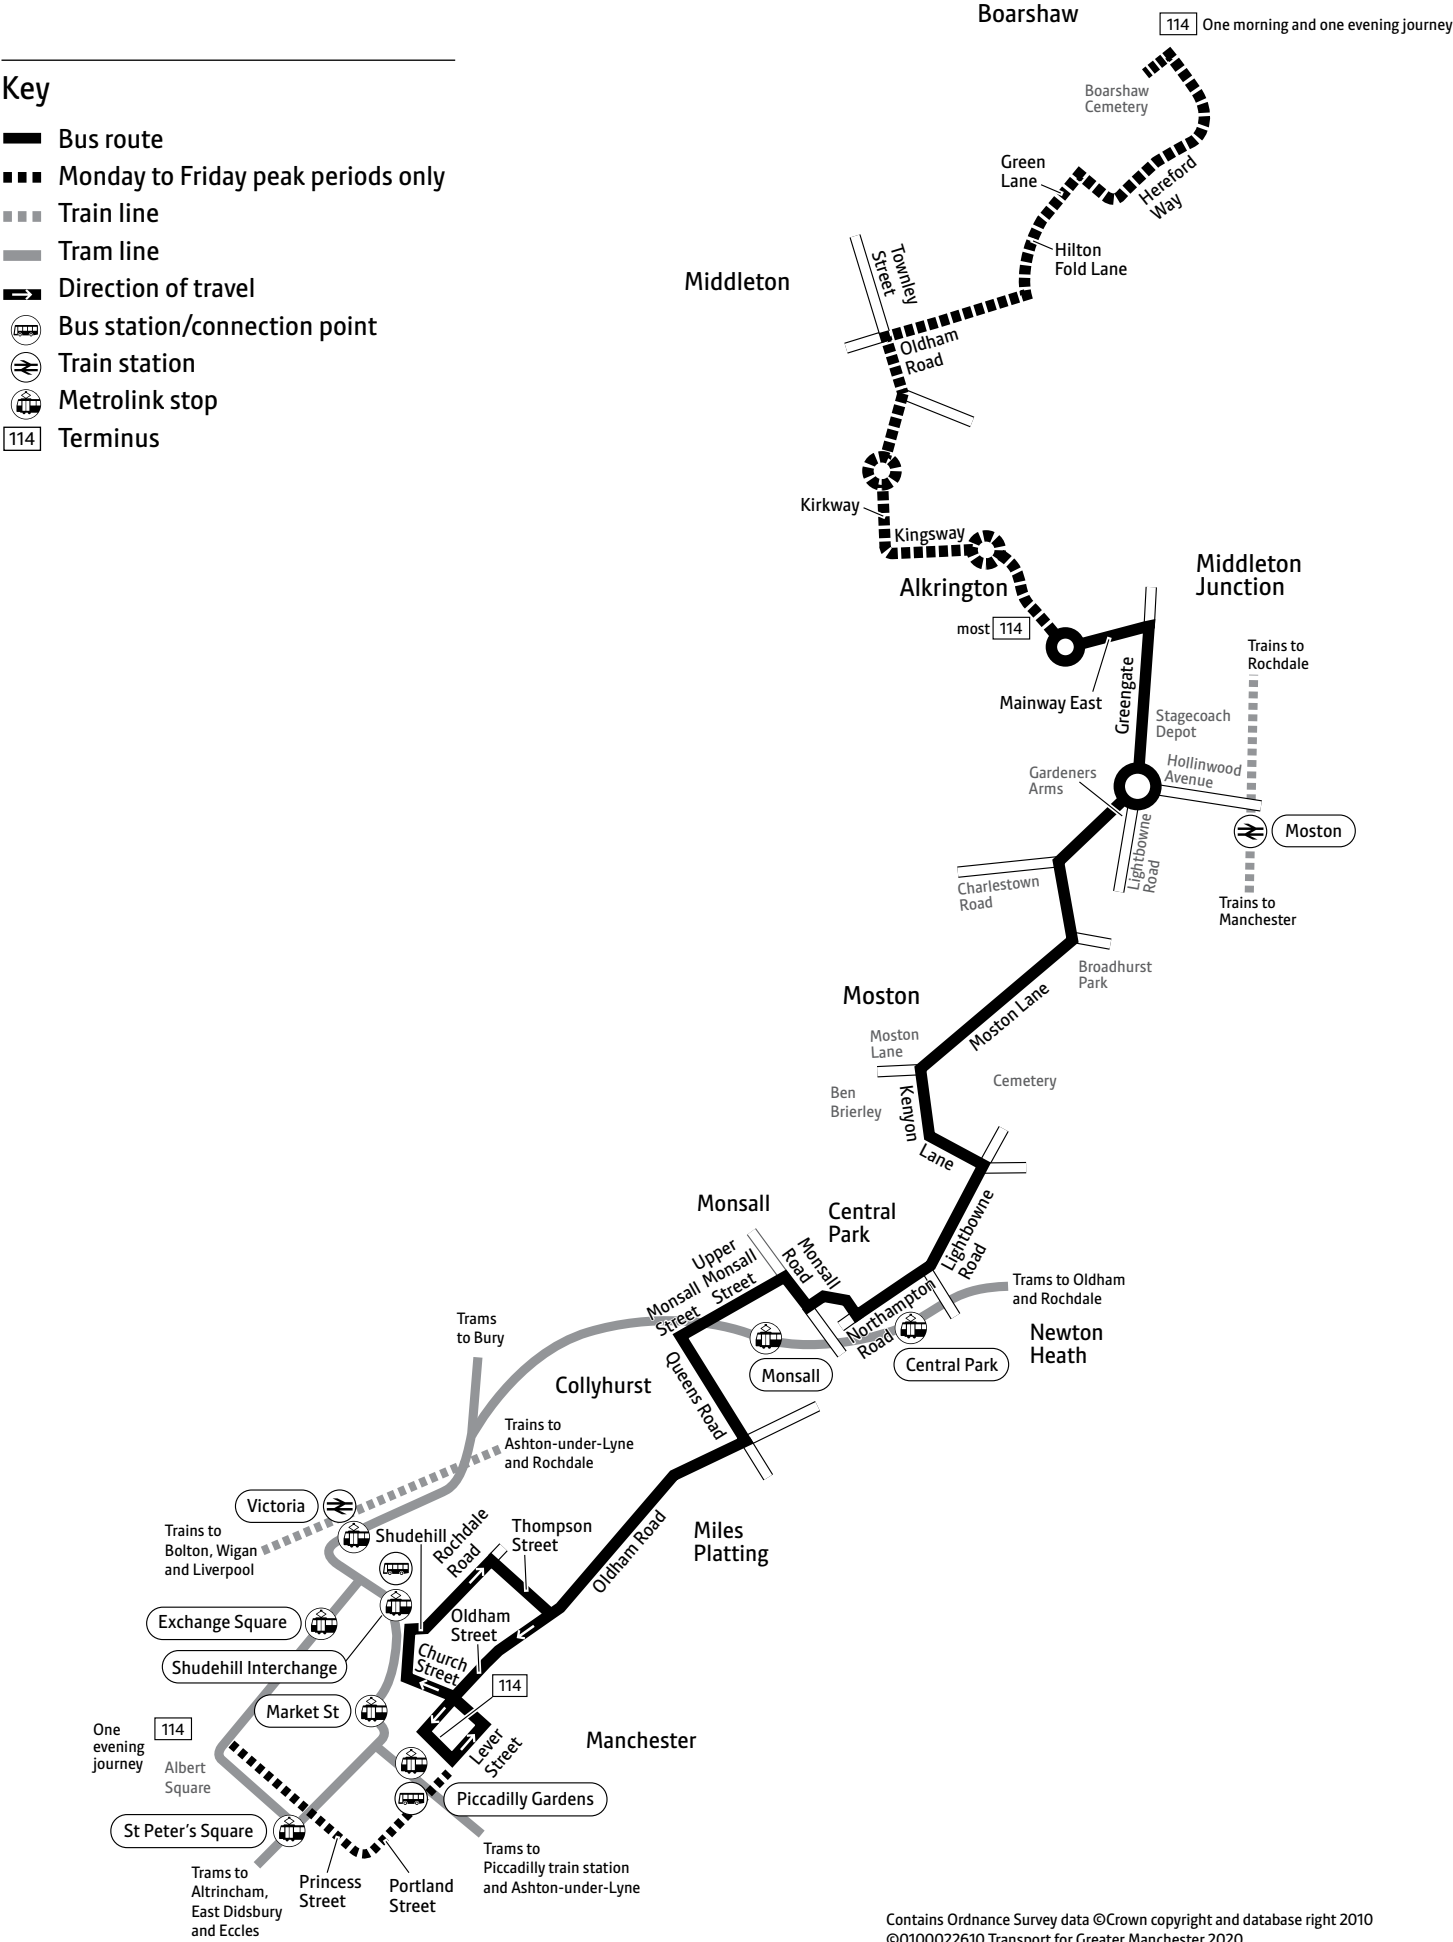 Boarshaw
114 One morning and one evening journey
Key
Bus route
Monday to Friday peak periods only
Train line
Tram line
Direction of travel
Bus station/connection point
Train station
Metrolink stop
114 Terminus
Boarshaw
Cemetery
Green
Lane
Hereford
Way
Hilton
Fold Lane
Townley
Street
Middleton
Oldham
Road
Kirkway
Kingsway
Alkrington
Middleton
Junction
most 114
Trains to
Rochdale
Mainway East
Greengate
Stagecoach
Depot
Hollinwood
Avenue
Gardeners
Arms
Moston
Lightbowne
Road
Charlestown
Road
Trains to
Manchester
Broadhurst
Park
Moston
Moston Lane
Moston
Lane
Cemetery
Ben
Brierley
Kenyon
Lane
Monsall
Central
Park
Lightbowne
Road
Upper
Monsall
Street
Monsall
Road
Monsall
Street
Northampton
Road
Trams to Oldham
and Rochdale
Trams
to Bury
Newton
Heath
Central Park
Monsall
Queens Road
Collyhurst
Trains to
Ashton-under-Lyne
and Rochdale
Victoria
Trains to
Bolton, Wigan
and Liverpool
Shudehill
Rochdale
Road
Thompson
Street
Oldham Road
Miles
Platting
Exchange Square
Oldham
Street
Church
Street
Shudehill Interchange
114
Market St
One
evening
journey
114
Albert
Square
Lever
Street
Manchester
Piccadilly Gardens
St Peter's Square
Trams to
Piccadilly train station
and Ashton-under-Lyne
Trams to
Altrincham,
East Didsbury
and Eccles
Princess
Street
Portland
Street
Contains Ordnance Survey data ©Crown copyright and database right 2010
©0100022610 Transport for Greater Manchester 2020